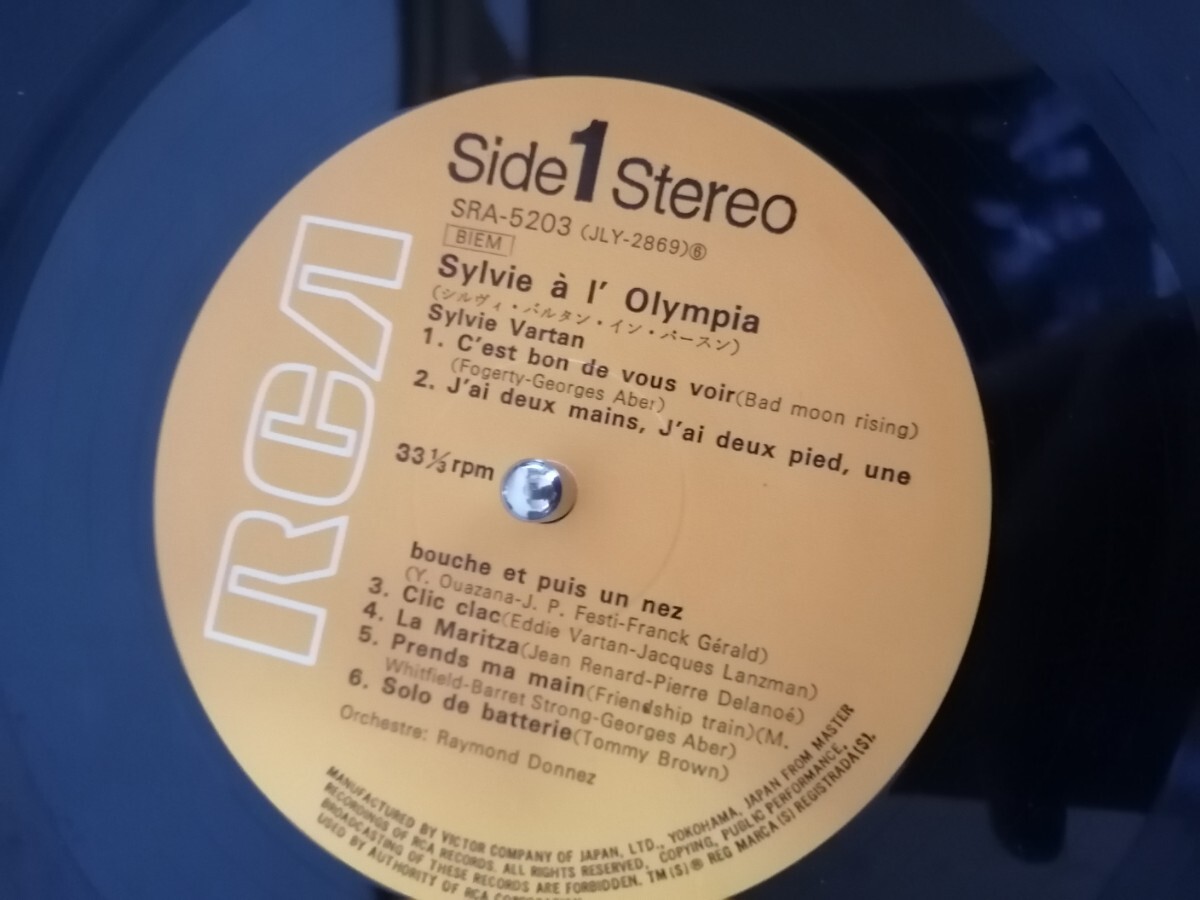 Side 1 Stereo
SRA-5203 (JLY-2869)⑥
BIEM
Sylvie à l' Olympia
(シルヴィ・バルタン・イン・パースン)
Sylvie Vartan
1. C'est bon de vous voir(Bad moon rising)
(Fogerty-Georges Aber)
2. J'ai deux mains, J'ai deux pied, une
33⅓rpm
bouche et puis un nez
(Y. Ouazana-J. P. Festi-Franck Gérald)
3. Clic clac(Eddie Vartan-Jacques Lanzman)
4. La Maritza(Jean Renard-Pierre Delanoé)
5. Prends ma main(Friendship train)(M.
Whitfield-Barret Strong-Georges Aber)
6. Solo de batterie(Tommy Brown)
Orchestre: Raymond Donnez
RCA
MANUFACTURED BY VICTOR COMPANY OF JAPAN, LTD., YOKOHAMA, JAPAN FROM MASTER
RECORDINGS OF RCA RECORDS. ALL RIGHTS RESERVED, COPYING, PUBLIC PERFORMANCE,
BROADCASTING OF THESE RECORDS ARE FORBIDDEN. TM(S)® REG MARCA(S) REGISTRADA(S).
USED BY AUTHORITY OF RCA